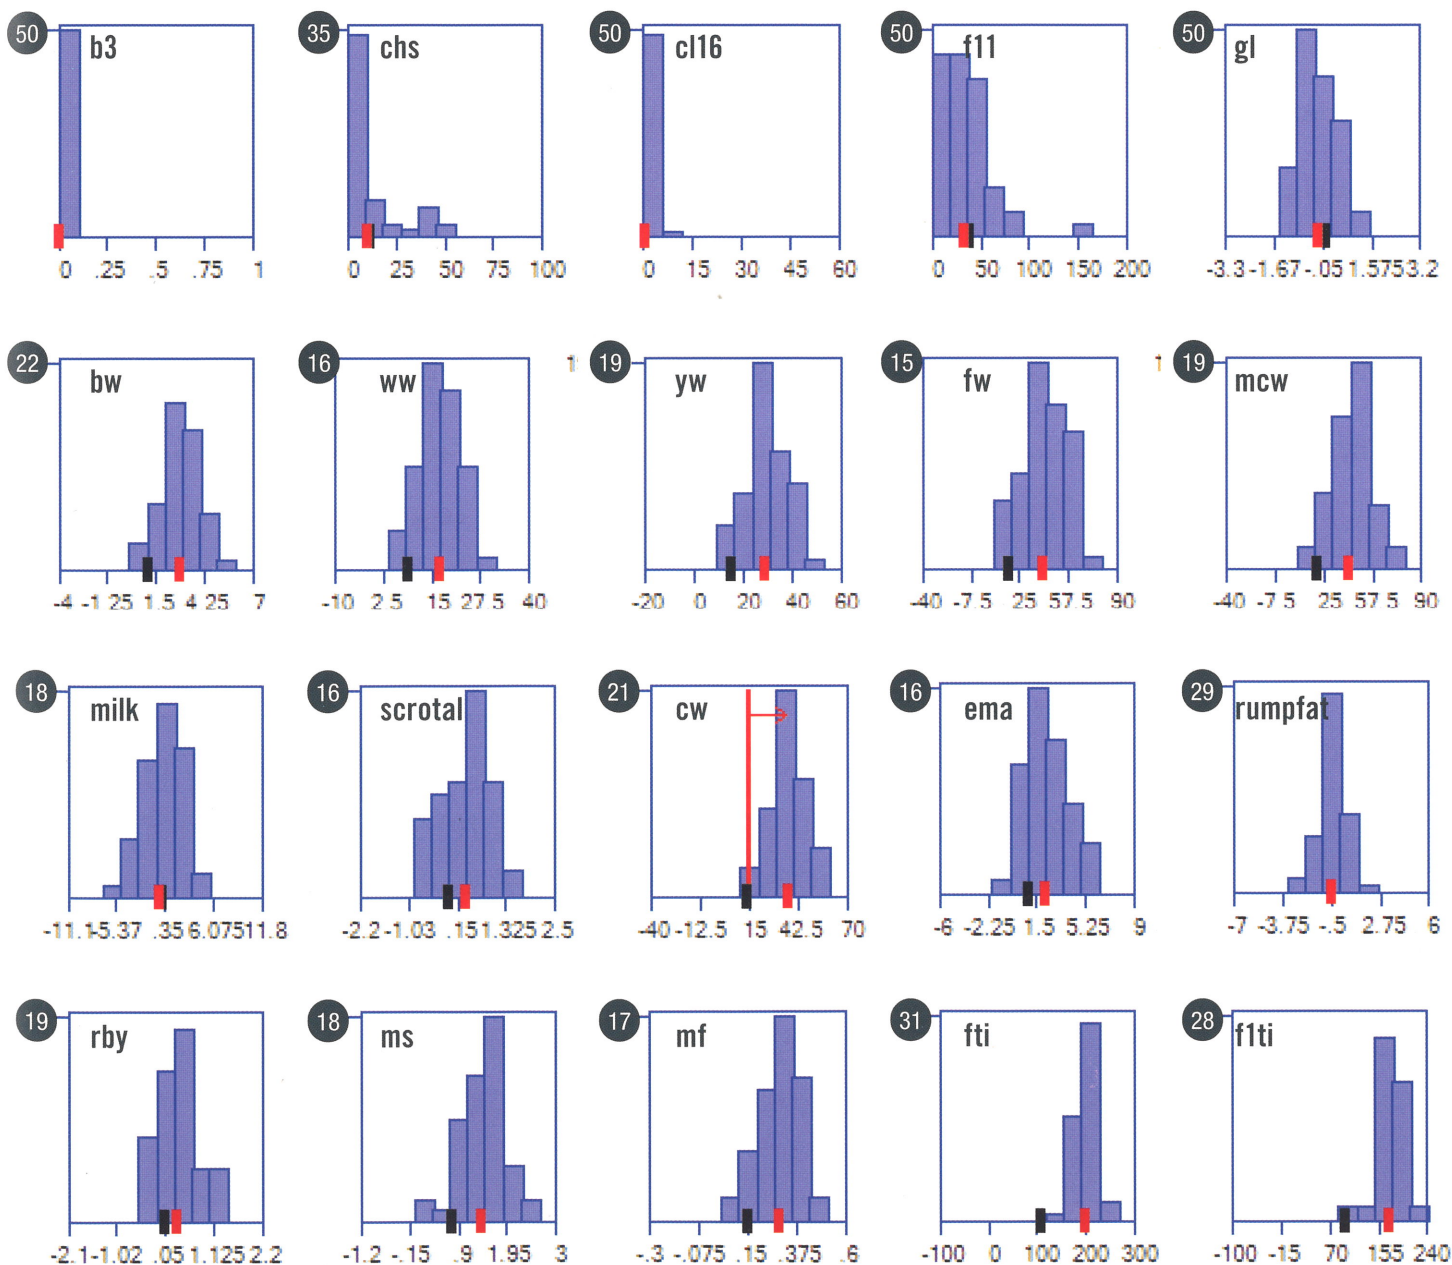 50 b3 35 chs 50 cl16 50 f11 50 gl
0 .25 .5 .75 1 0 25 50 75 100 0 15 30 45 60 0 50 100 150 200 -3.3 -1.67 -.05 1.575 3.2
22 bw 16 ww 19 yw 15 fw 19 mcw
-4 -1 25 1.5 4 25 7 -10 2.5 15 27.5 40 -20 0 20 40 60 -40 -7.5 25 57.5 90 -40 -7 5 25 57 5 90
18 milk 16 scrotal 21 cw 16 ema 29 rumpfat
-11.1 -5.37 .35 6.075 11.8 -2.2 -1.03 .15 1.325 2.5 -40 -12.5 15 42.5 70 -6 -2.25 1.5 5.25 9 -7 -3.75 -.5 2.75 6
19 rby 18 ms 17 mf 31 fti 28 f1ti
-2.1 -1.02 .05 1.125 2.2 -1.2 -.15 .9 1.95 3 -.3 -.075 .15 .375 .6 -100 0 100 200 300 -100 -15 70 155 240